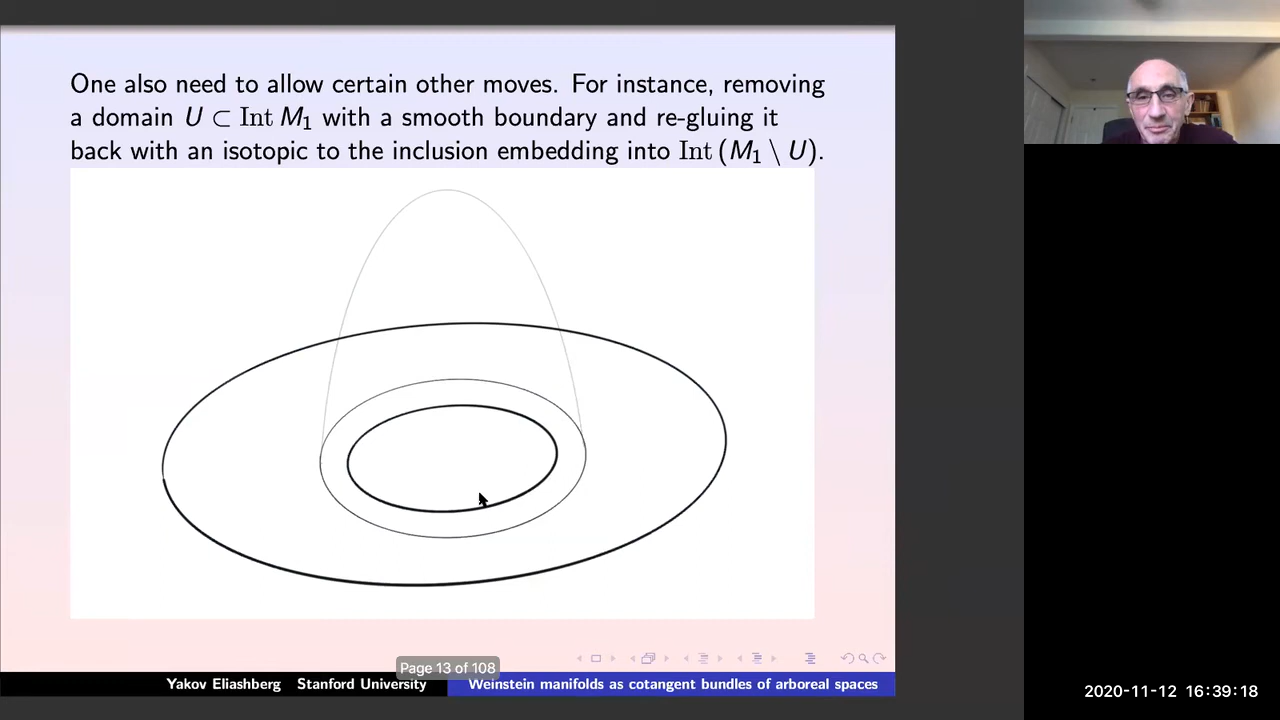 One also need to allow certain other moves. For instance, removing
a domain U ⊂ Int M₁ with a smooth boundary and re-gluing it
back with an isotopic to the inclusion embedding into Int (M₁ \ U).
Page 13 of 108
Yakov Eliashberg Stanford University Weinstein manifolds as cotangent bundles of arboreal spaces
2020-11-12 16:39:18